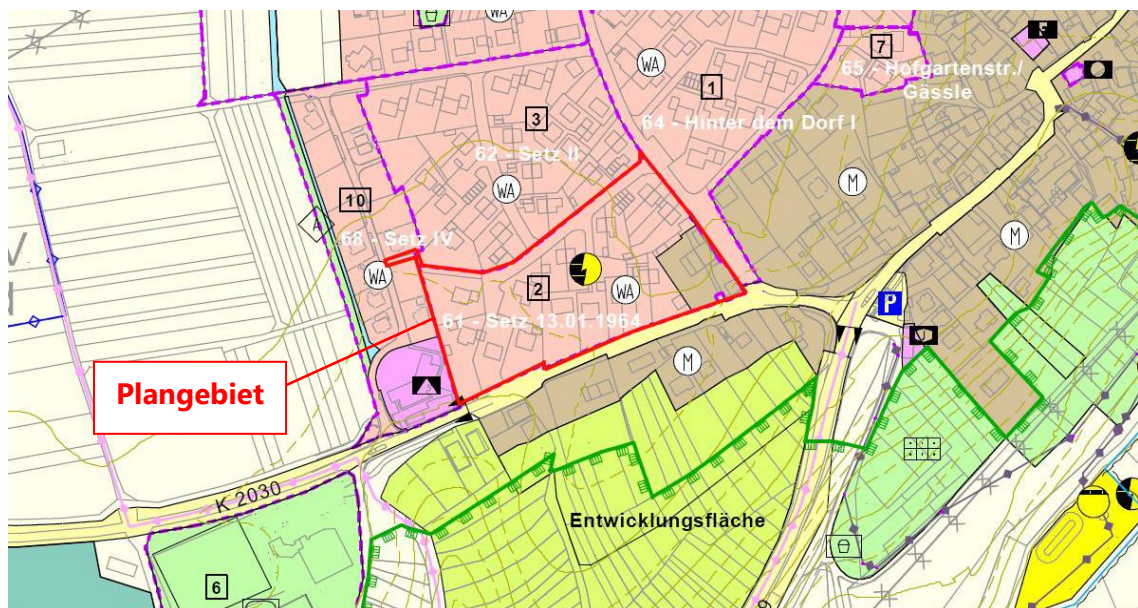 WA
7
65 - Hofgartenstr./
Gässle
WA
1
3
64 - Hinter dem Dorf I
62 - Setz II
M
WA
10
A
68 - Setz IV
M
WA
2
WA
61 - Setz 13.01.1964
P
Plangebiet
M
K 2030
Entwicklungsfläche
6